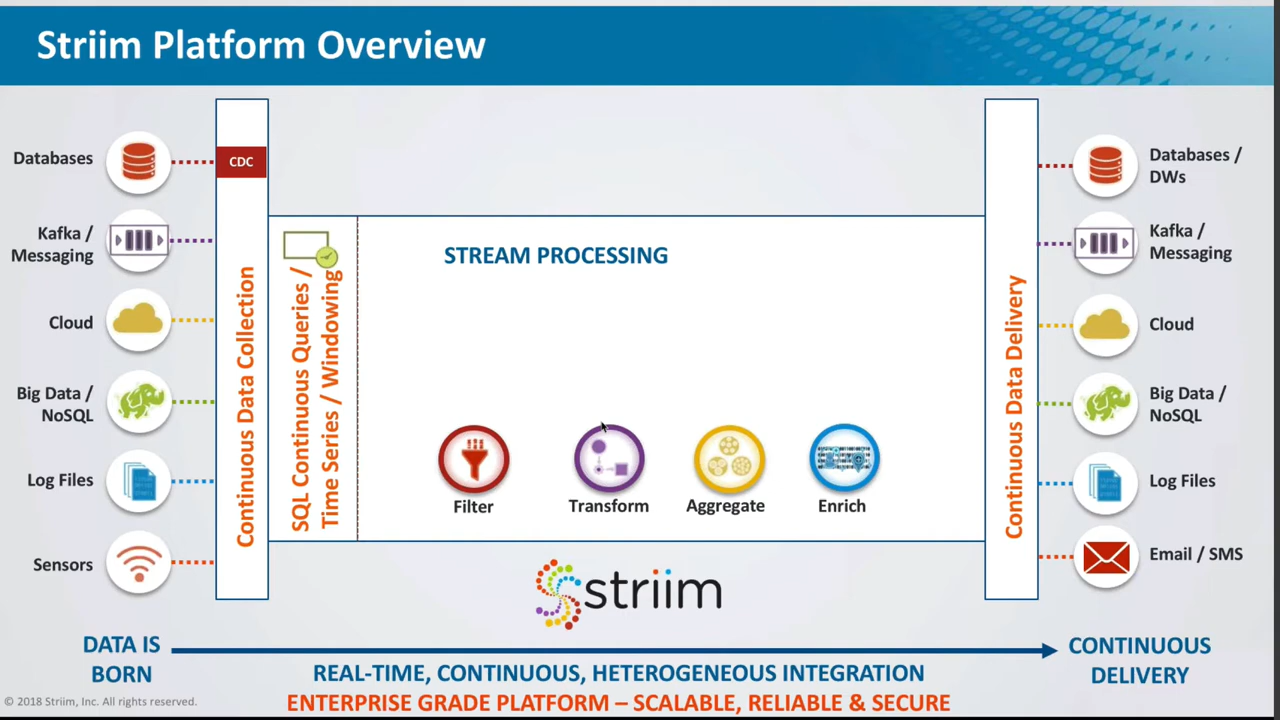 Striim Platform Overview
Databases
Kafka /
Messaging
Cloud
Big Data /
NoSQL
Log Files
Sensors
CDC
Continuous Data Collection
SQL Continuous Queries /
Time Series / Windowing
STREAM PROCESSING
Filter
Transform
Aggregate
Enrich
Continuous Data Delivery
Databases /
DWs
Kafka /
Messaging
Cloud
Big Data /
NoSQL
Log Files
Email / SMS
striim
DATA IS
BORN
REAL-TIME, CONTINUOUS, HETEROGENEOUS INTEGRATION
ENTERPRISE GRADE PLATFORM – SCALABLE, RELIABLE & SECURE
CONTINUOUS
DELIVERY
© 2018 Striim, Inc. All rights reserved.